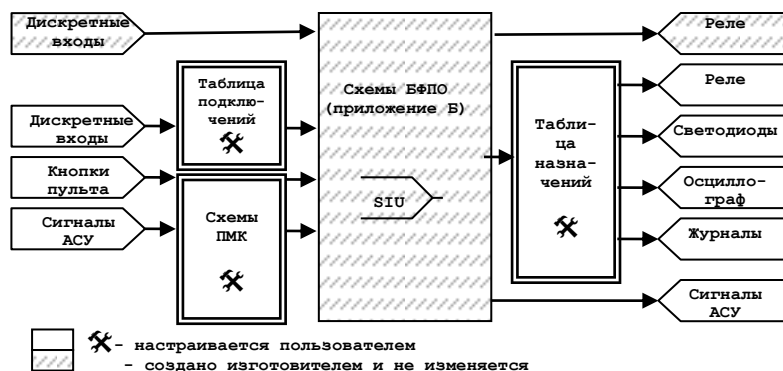 Дискретные
входы
Дискретные
входы
Кнопки
пульта
Сигналы
АСУ
Таблица
подклю-
чений
Схемы
ПМК
Схемы БФПО
(приложение Б)
SIU
Табли-
ца
назна-
чений
Реле
Реле
Светодиоды
Осцилло-
граф
Журналы
Сигналы
АСУ
- настраивается пользователем
- создано изготовителем и не изменяется